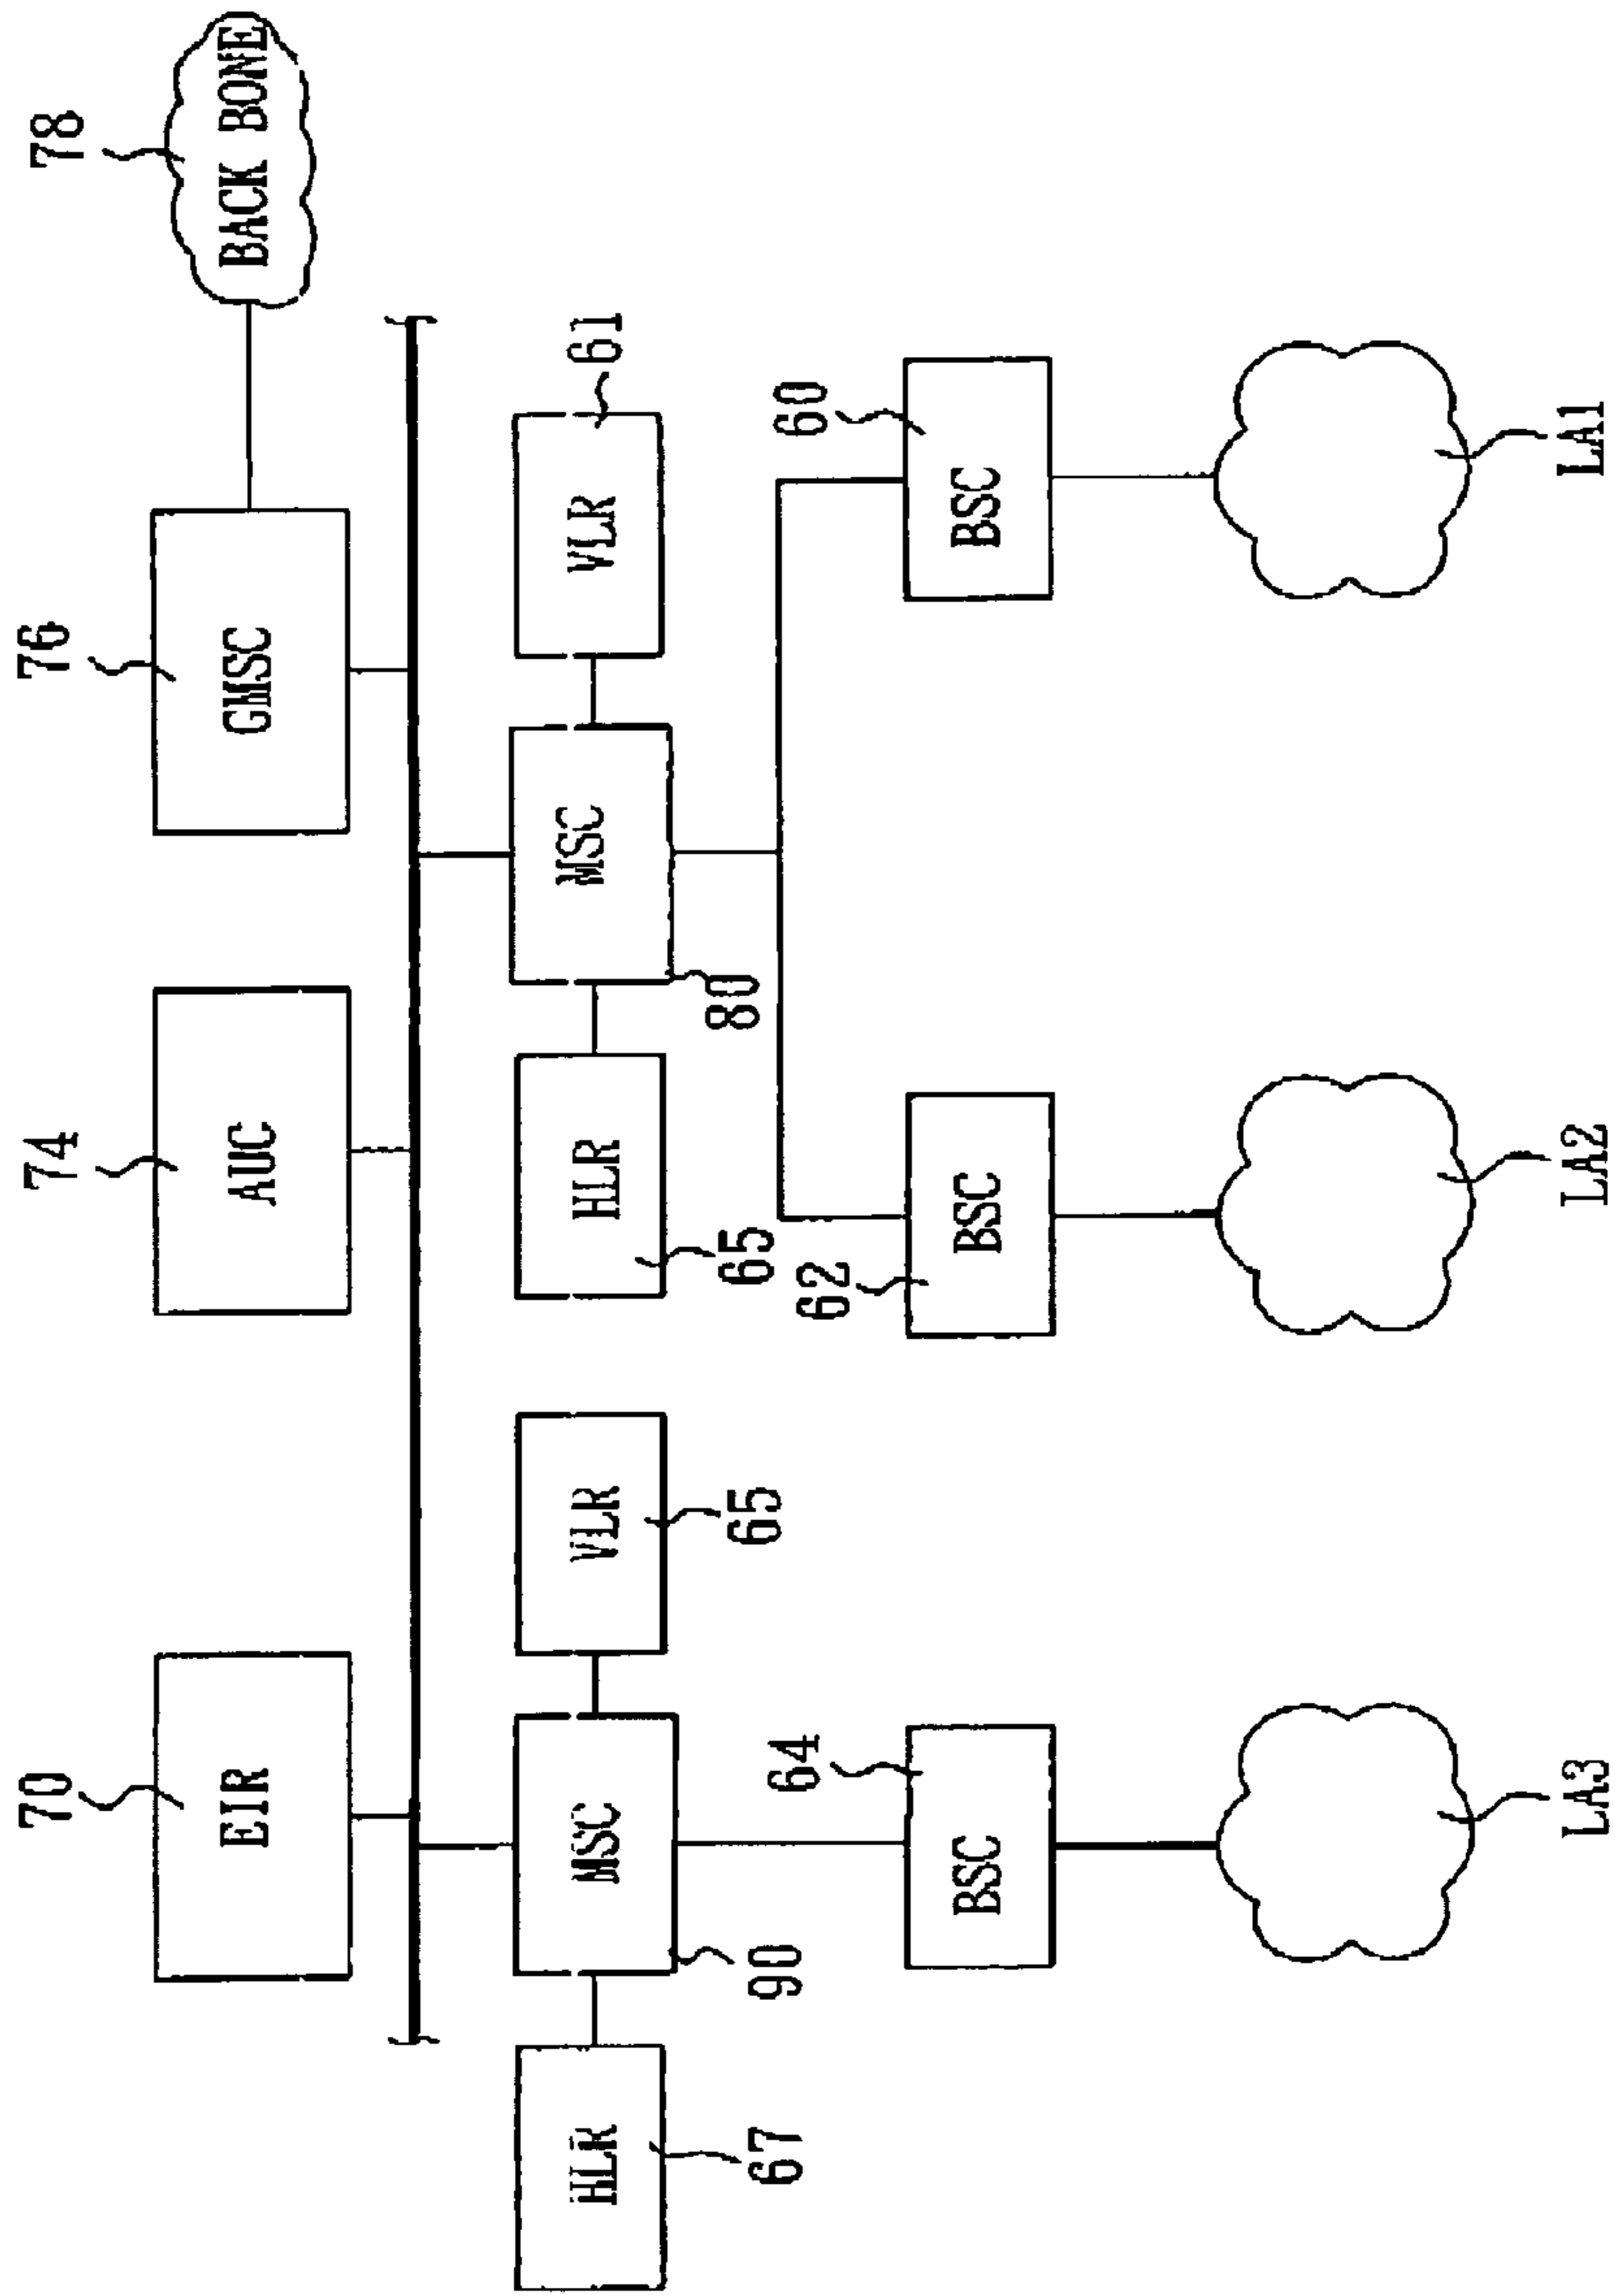 70
EIR
74
AUC
76
GMSC
78
BACK BONE
HLR
67
MSC
90
VLR
65
HLR
65
MSC
80
VLR
61
BSC
64
BSC
62
BSC
60
LA3
LA2
LA1